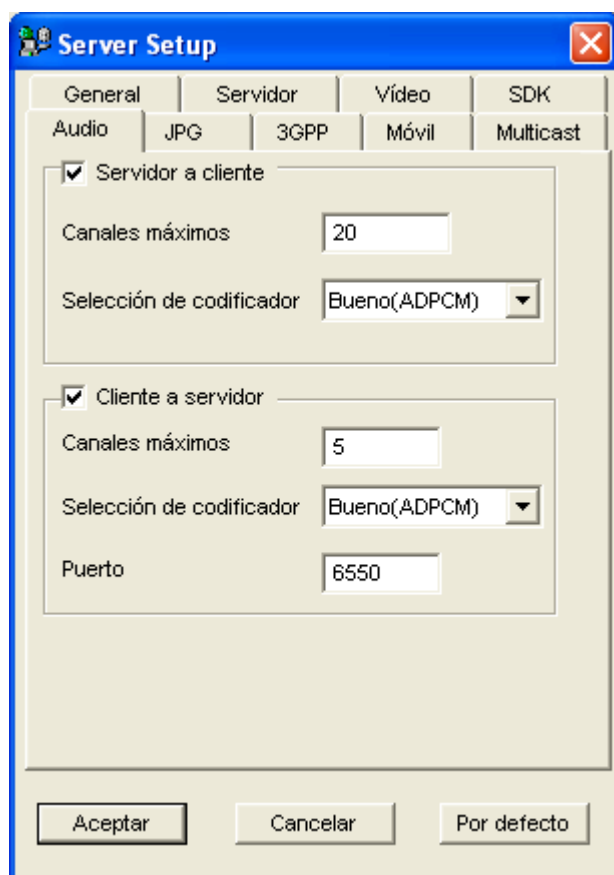 Server Setup
General Servidor Vídeo SDK
Audio JPG 3GPP Móvil Multicast
Servidor a cliente
Canales máximos 20
Selección de codificador Bueno(ADPCM)
Cliente a servidor
Canales máximos 5
Selección de codificador Bueno(ADPCM)
Puerto 6550
Aceptar Cancelar Por defecto